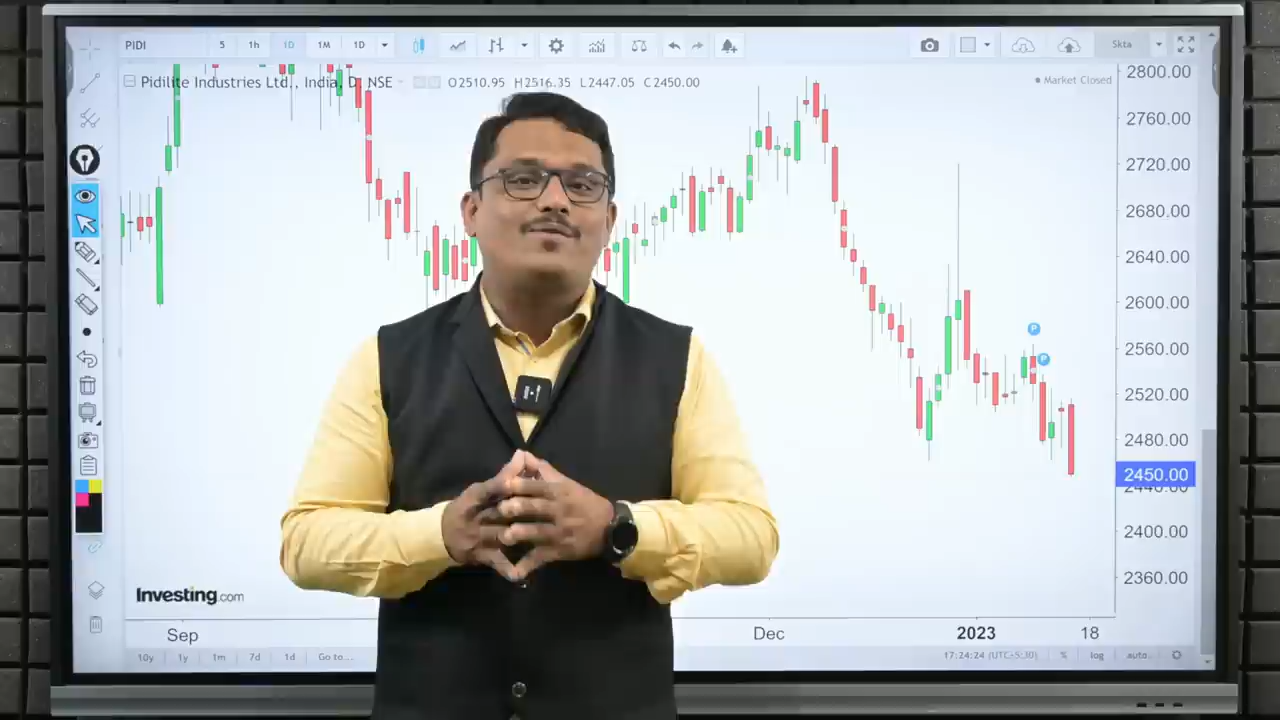 PIDI 5 1h 1D 1M 1D 5kta
Pidilite Industries Ltd., India, D, NSE O2510.95 H2516.35 L2447.05 C2450.00
Market Closed
2800.00
2760.00
2720.00
2680.00
2640.00
2600.00
P
2560.00
P
2520.00
2480.00
2450.00
2440.00
2400.00
2360.00
Investing.com
Sep Dec 2023 18
10y 1y 1m 7d 1d Go to... 17:24:24 (UTC+5:30) % log auto